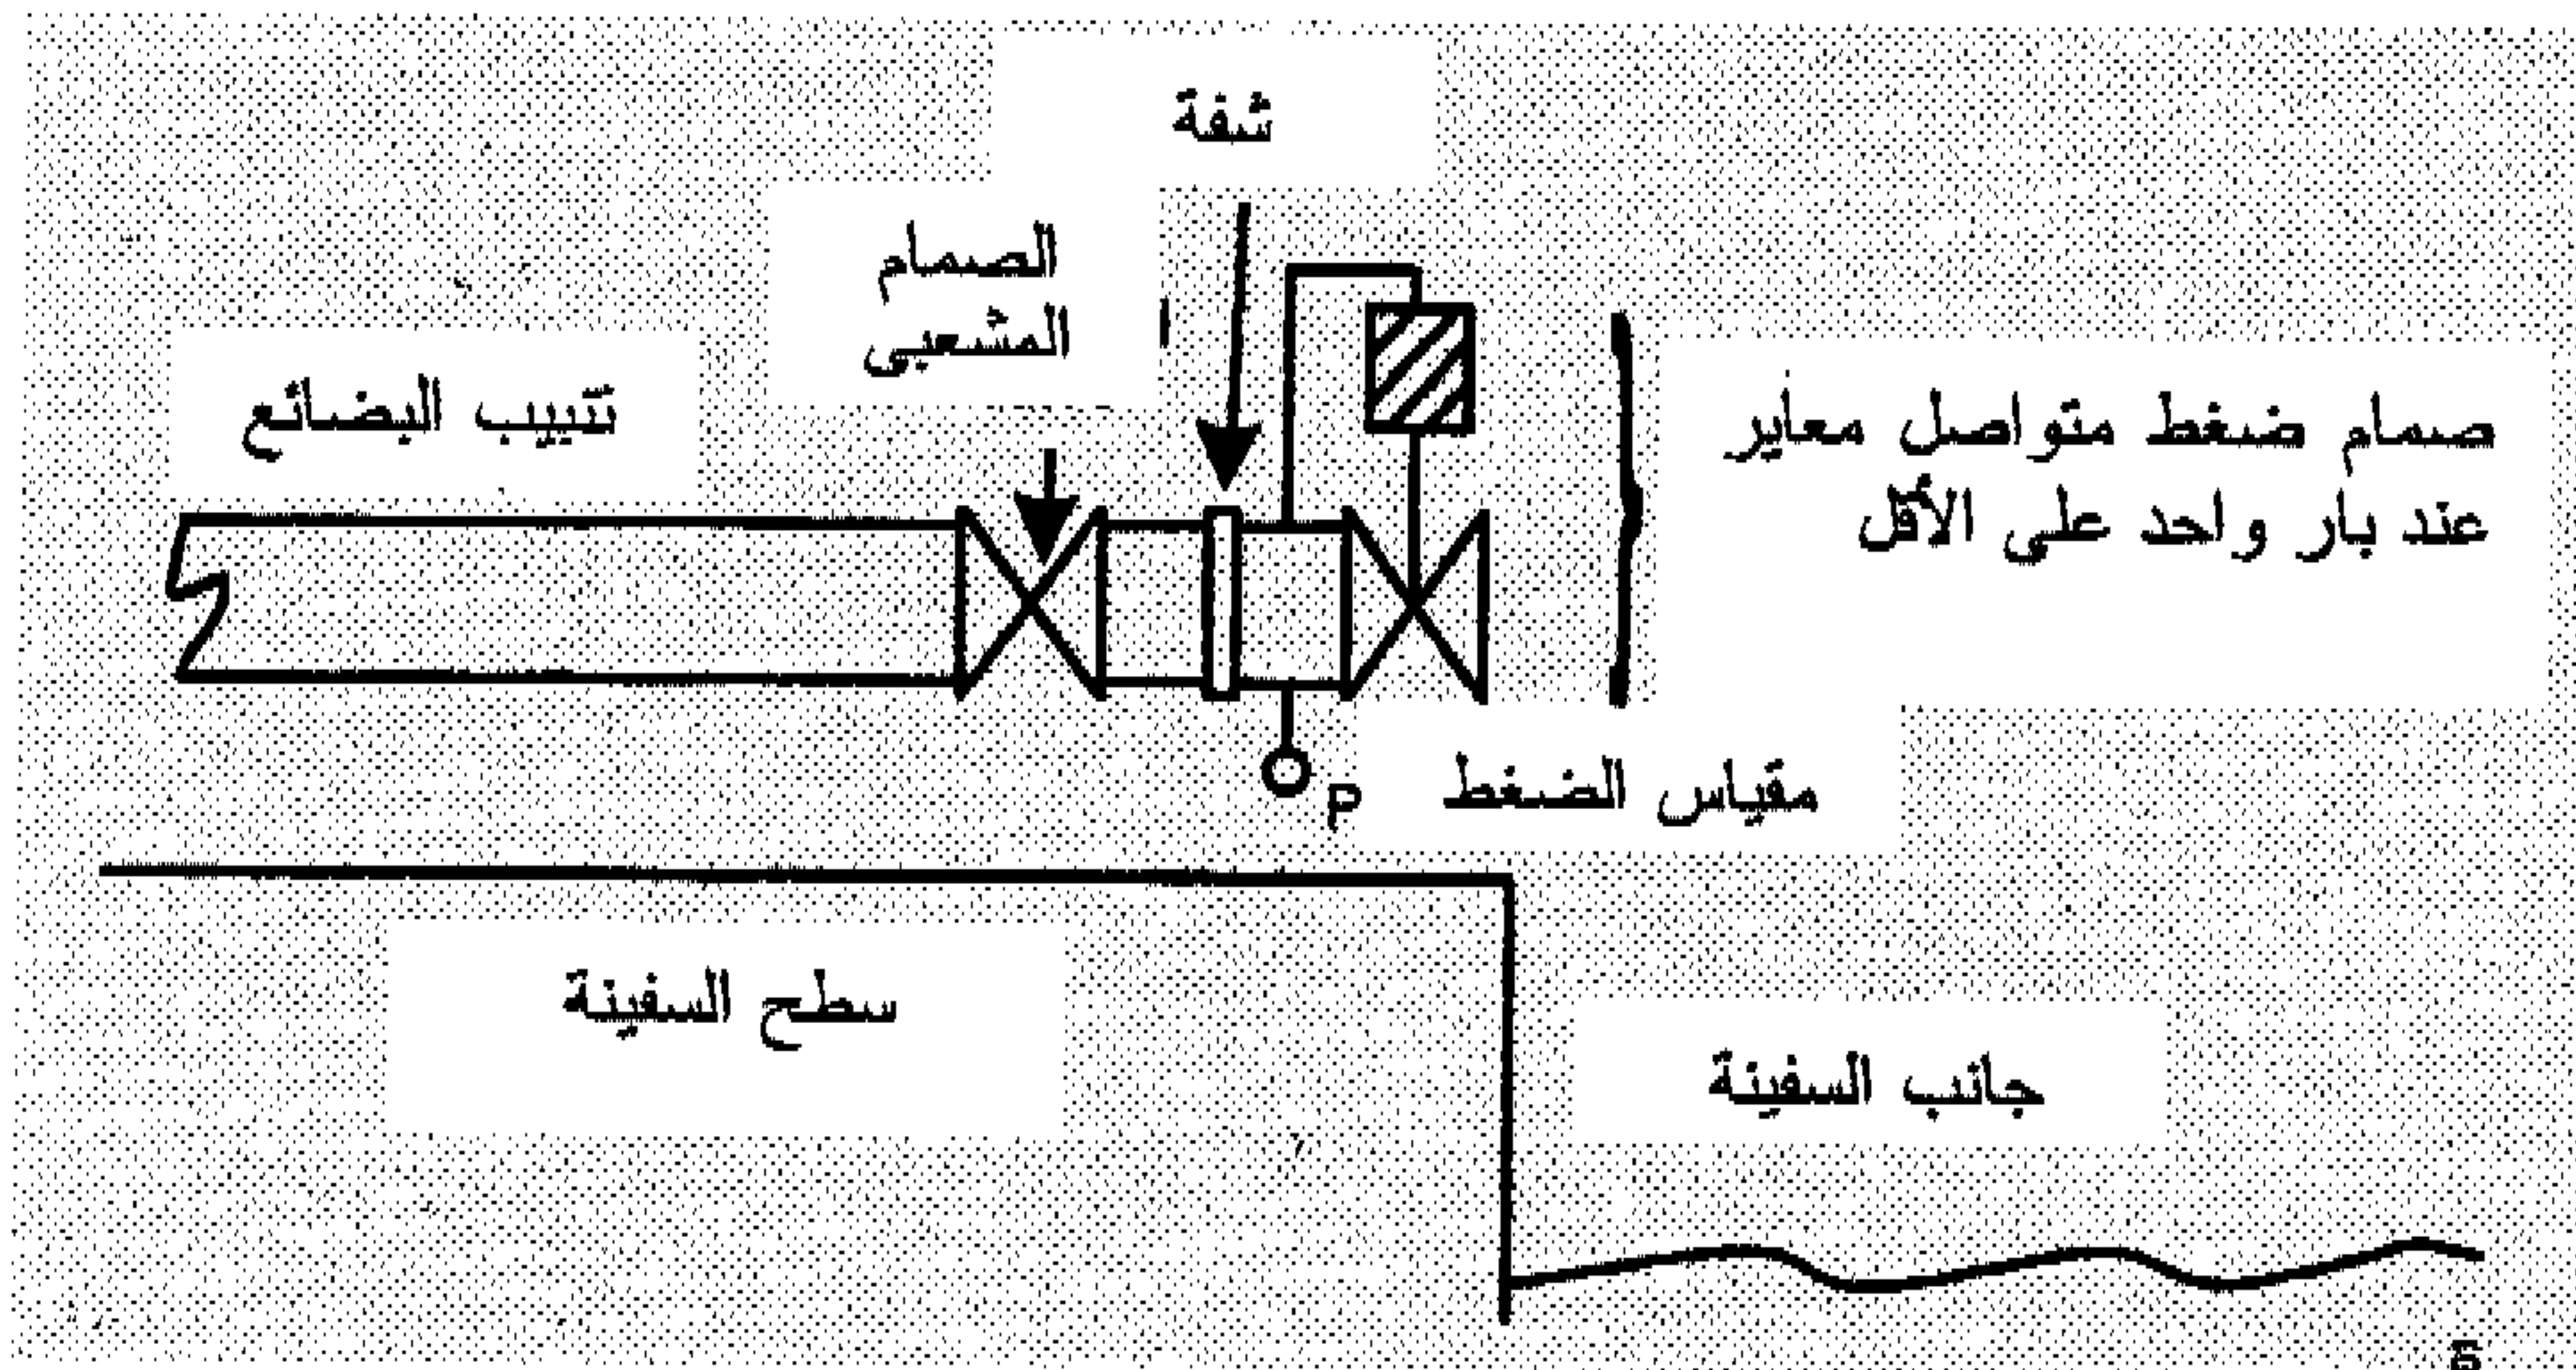 شفة
الصمام
المشعبي
تتبيب البضائع
صمام ضغط متواصل معاير
عند بار واحد على الأقل
مقياس الضغط
P
سطح السفينة
جانب السفينة